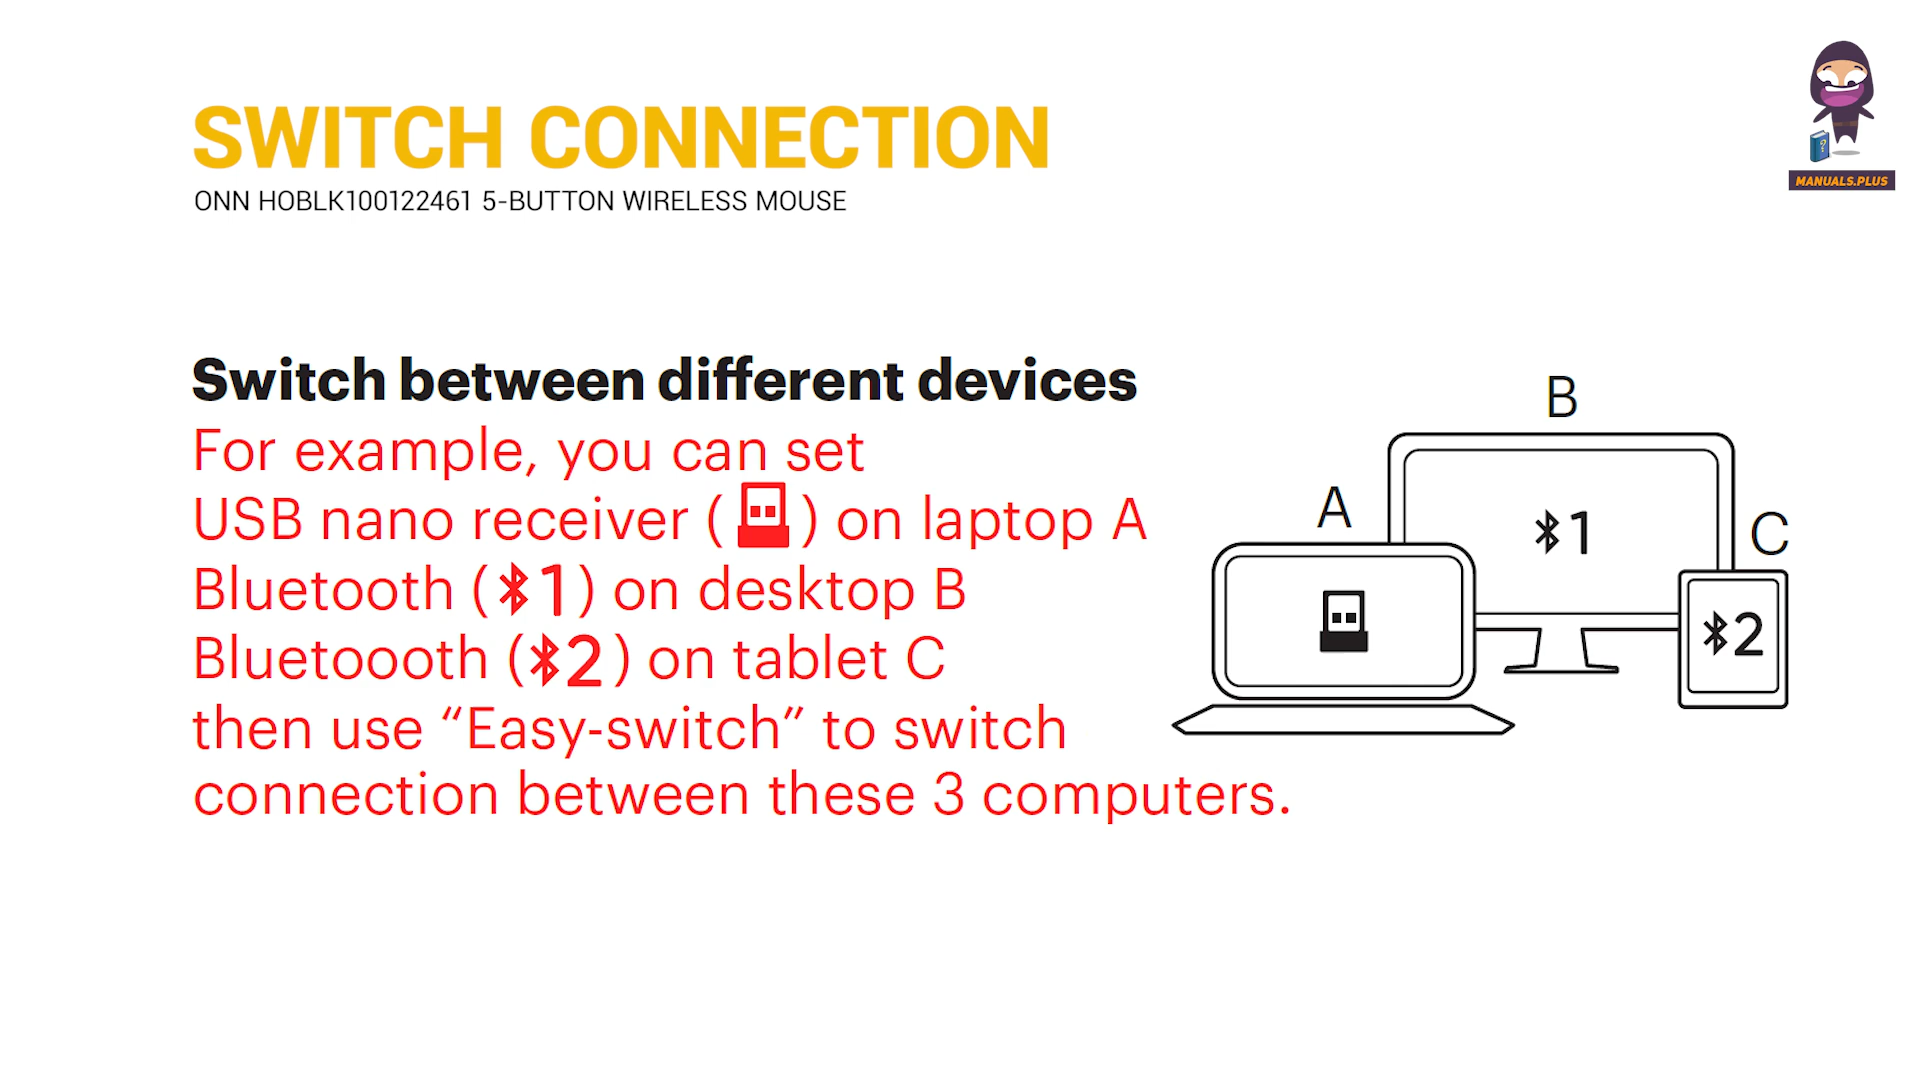 SWITCH CONNECTION
ONN HOBLK100122461 5-BUTTON WIRELESS MOUSE
MANUALS.PLUS
Switch between different devices
For example, you can set
USB nano receiver ( ) on laptop A
Bluetooth ( 1) on desktop B
Bluetoooth ( 2) on tablet C
then use “Easy-switch” to switch
connection between these 3 computers.
B
A
C
1
2
?